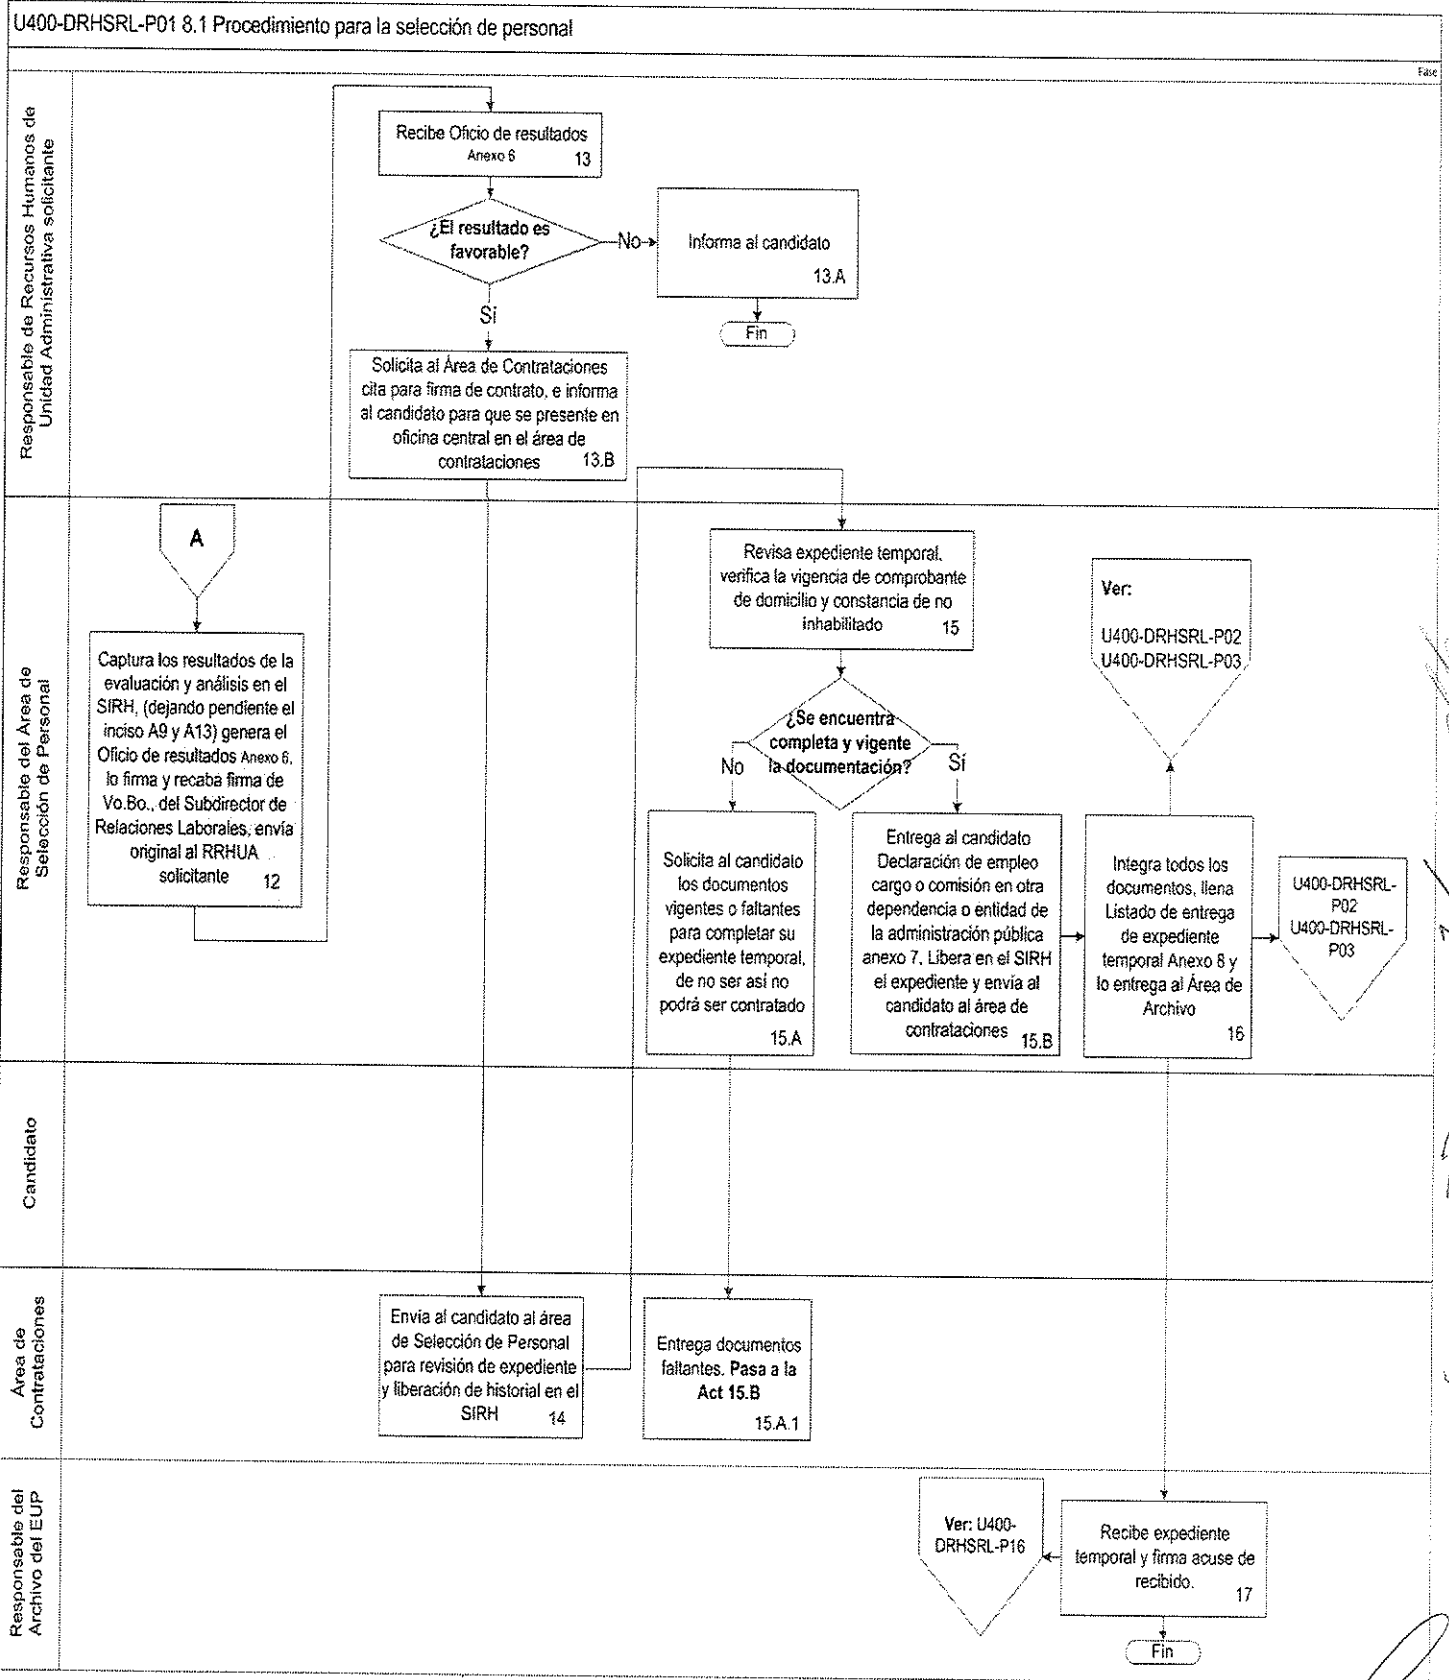 U400-DRHSRL-P01 8.1 Procedimiento para la selección de personal
Fase
Responsable de Recursos Humanos de
Unidad Administrativa solicitante
Recibe Oficio de resultados
Anexo 6 13
¿El resultado es
favorable?
No
Informa al candidato
13.A
Fin
Sí
Solicita al Área de Contrataciones
cita para firma de contrato, e informa
al candidato para que se presente en
oficina central en el área de
contrataciones 13.B
Responsable del Área de
Selección de Personal
A
Captura los resultados de la
evaluación y análisis en el
SIRH, (dejando pendiente el
inciso A9 y A13) genera el
Oficio de resultados Anexo 6,
lo firma y recaba firma de
Vo.Bo., del Subdirector de
Relaciones Laborales, envía
original al RRHUA
solicitante 12
Revisa expediente temporal,
verifica la vigencia de comprobante
de domicilio y constancia de no
inhabilitado 15
¿Se encuentra
completa y vigente
la documentación?
No
Sí
Solicita al candidato
los documentos
vigentes o faltantes
para completar su
expediente temporal,
de no ser así no
podrá ser contratado
15.A
Entrega al candidato
Declaración de empleo
cargo o comisión en otra
dependencia o entidad de
la administración pública
anexo 7, Libera en el SIRH
el expediente y envía al
candidato al área de
contrataciones 15.B
Ver:
U400-DRHSRL-P02
U400-DRHSRL-P03
Integra todos los
documentos, llena
Listado de entrega
de expediente
temporal Anexo 8 y
lo entrega al Área de
Archivo
16
U400-DRHSRL-
P02
U400-DRHSRL-
P03
Candidato
Área de
Contrataciones
Envía al candidato al área
de Selección de Personal
para revisión de expediente
y liberación de historial en el
SIRH 14
Entrega documentos
faltantes. Pasa a la
Act 15.B
15.A.1
Responsable del
Archivo del EUP
Ver: U400-
DRHSRL-P16
Recibe expediente
temporal y firma acuse de
recibido.
17
Fin